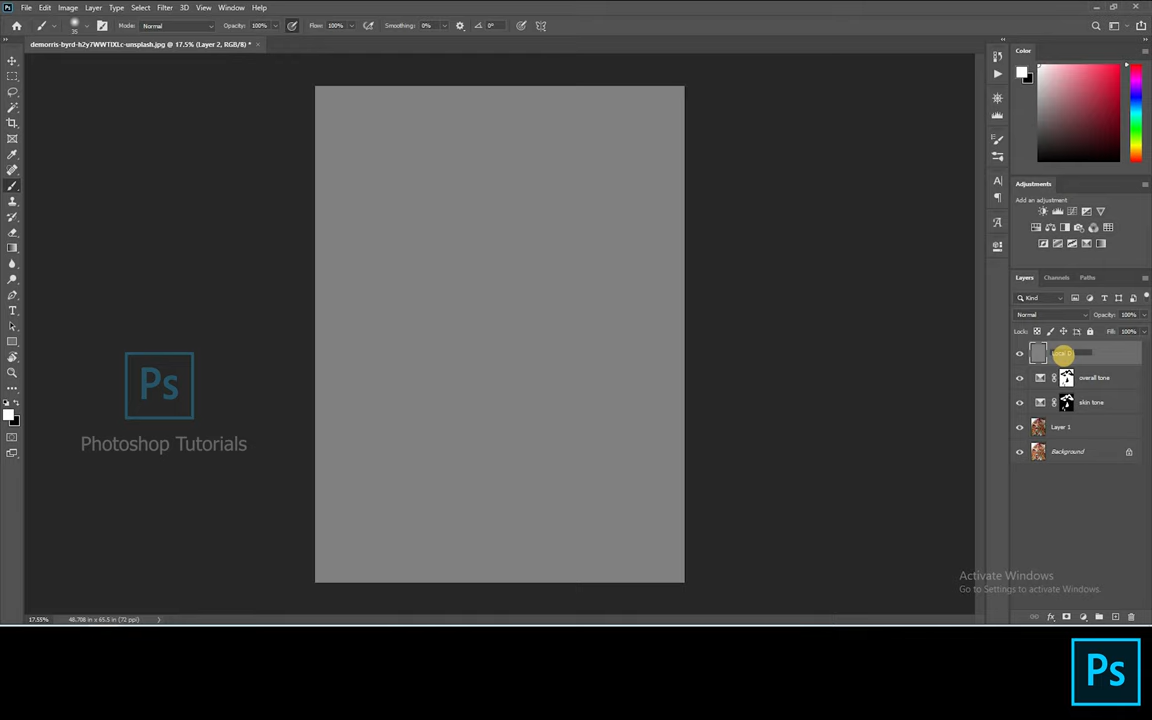 Ps File Edit Image Layer Type Select Filter 3D View Window Help
35 Mode: Normal Opacity: 100% Flow: 100% Smoothing: 0% 0°
demorris-byrd-h2y7WWTlXLc-unsplash.jpg @ 17.5% (Layer 2, RGB/8) *
Color
Adjustments
Add an adjustment
Layers Channels Paths
Kind
Normal Opacity: 100%
Lock: Fill: 100%
overall tone
skin tone
Layer 1
Background
Ps
Photoshop Tutorials
Activate Windows
Go to Settings to activate Windows.
17.55% 48.708 in x 65.5 in (72 ppi)
Ps